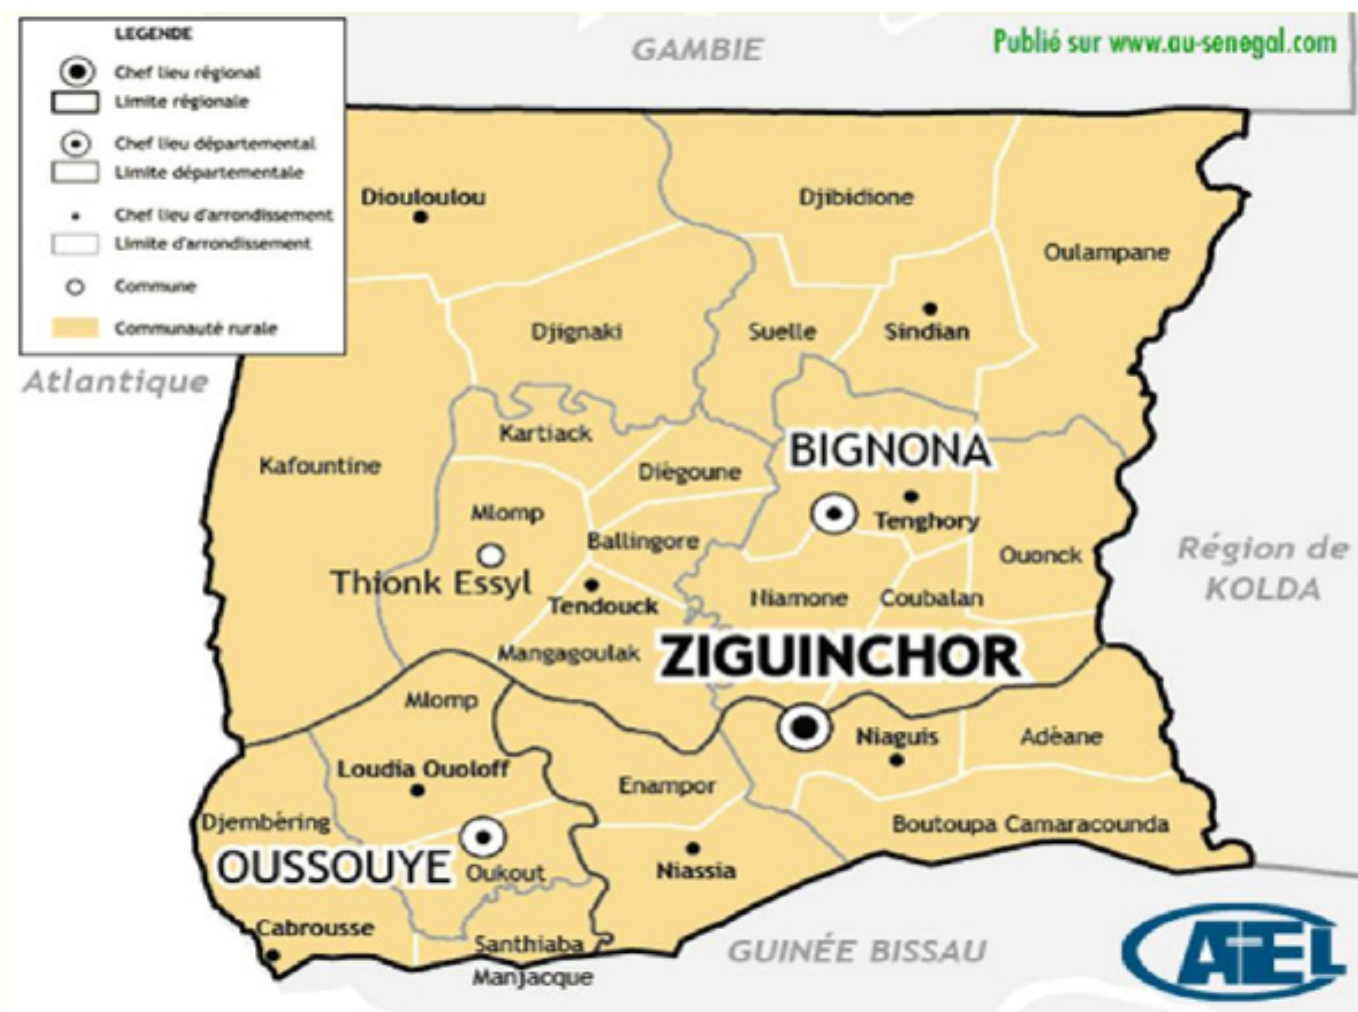 LEGENDE
Chef lieu régional
Limite régionale
Chef lieu départemental
Limite départementale
Chef lieu d'arrondissement
Limite d'arrondissement
Commune
Communauté rurale
GAMBIE
Publié sur www.au-senegal.com
Diouloulou
Djibidione
Oulampane
Djignaki
Suelle
Sindian
Atlantique
Kafountine
Kartiack
Diègoune
BIGNONA
Mlomp
Tenghory
Ballingore
Ouonck
Région de
KOLDA
Thionk Essyl
Tendouck
Niamone
Coubalan
Mangagoulak
ZIGUINCHOR
Mlomp
Niaguis
Adèane
Loudia Ouoloff
Enampor
Djembèring
Boutoupa Camaracounda
OUSSOUYE
Oukout
Niassia
Cabrousse
Santhiaba
Manjacque
GUINÉE BISSAU
ATEL